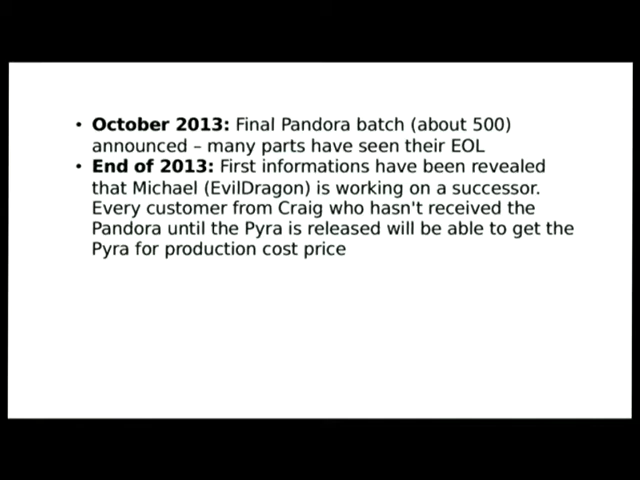 • October 2013: Final Pandora batch (about 500)
announced – many parts have seen their EOL
• End of 2013: First informations have been revealed
that Michael (EvilDragon) is working on a successor.
Every customer from Craig who hasn't received the
Pandora until the Pyra is released will be able to get the
Pyra for production cost price